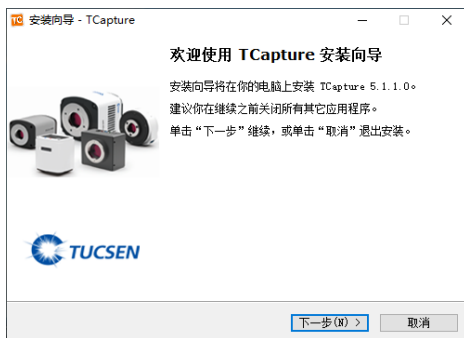 TC 安装向导 - TCapture
欢迎使用 TCapture 安装向导
安装向导将在你的电脑上安装 TCapture 5.1.1.0。
建议你在继续之前关闭所有其它应用程序。
单击“下一步”继续，或单击“取消”退出安装。
TUCSEN
下一步(N) >
取消